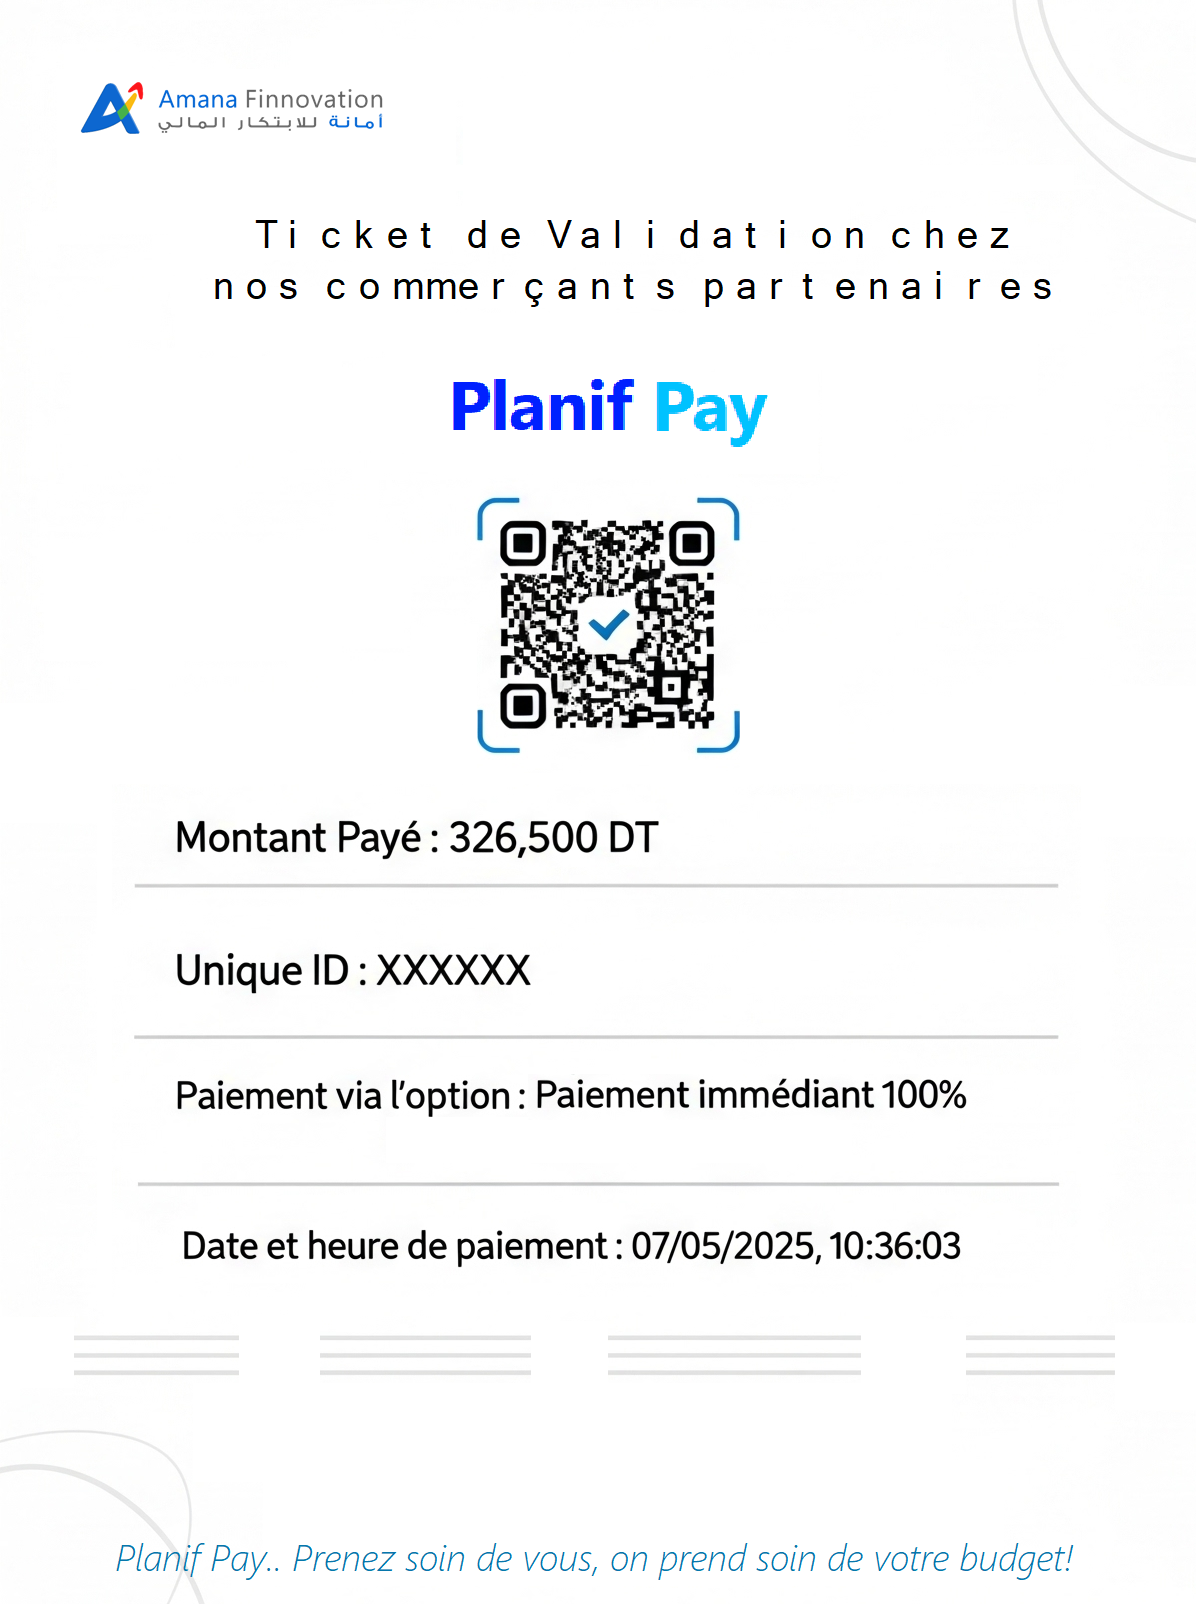 Amana Finnovation
أمانة للابتكار المالي
Ticket de Validation chez
nos commerçants partenaires
Planif Pay
Montant Payé : 326,500 DT
Unique ID : XXXXXX
Paiement via l'option : Paiement immédiant 100%
Date et heure de paiement : 07/05/2025, 10:36:03
Planif Pay.. Prenez soin de vous, on prend soin de votre budget!